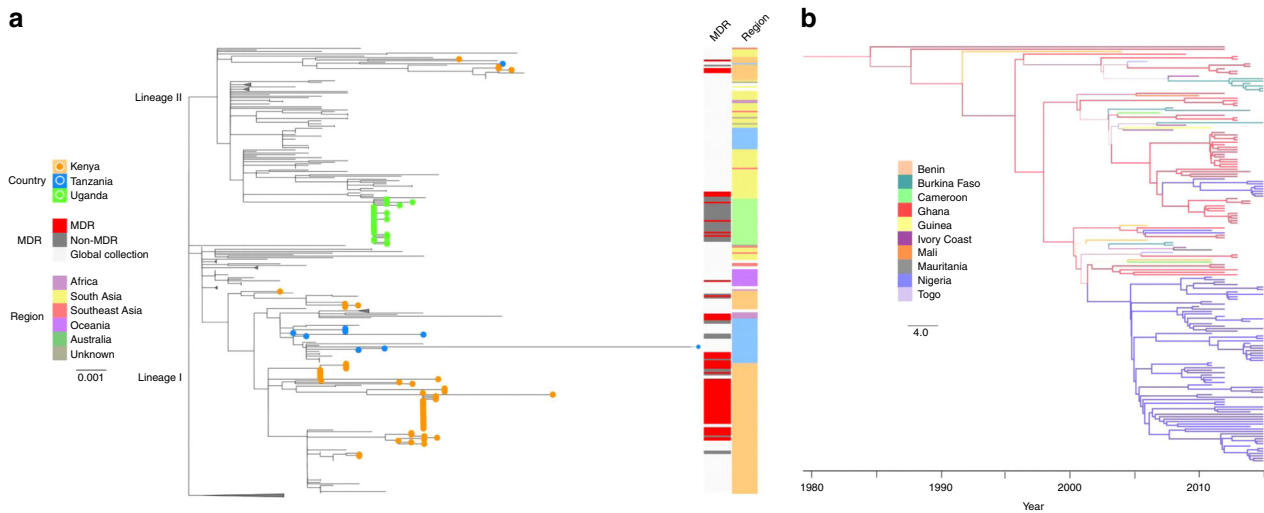 a
MDR
Region
Lineage II
Country
Kenya
Tanzania
Uganda
MDR
MDR
Non-MDR
Global collection
Region
Africa
South Asia
Southeast Asia
Oceania
Australia
Unknown
0.001
Lineage I
b
Benin
Burkina Faso
Cameroon
Ghana
Guinea
Ivory Coast
Mali
Mauritania
Nigeria
Togo
4.0
1980
1990
2000
2010
Year